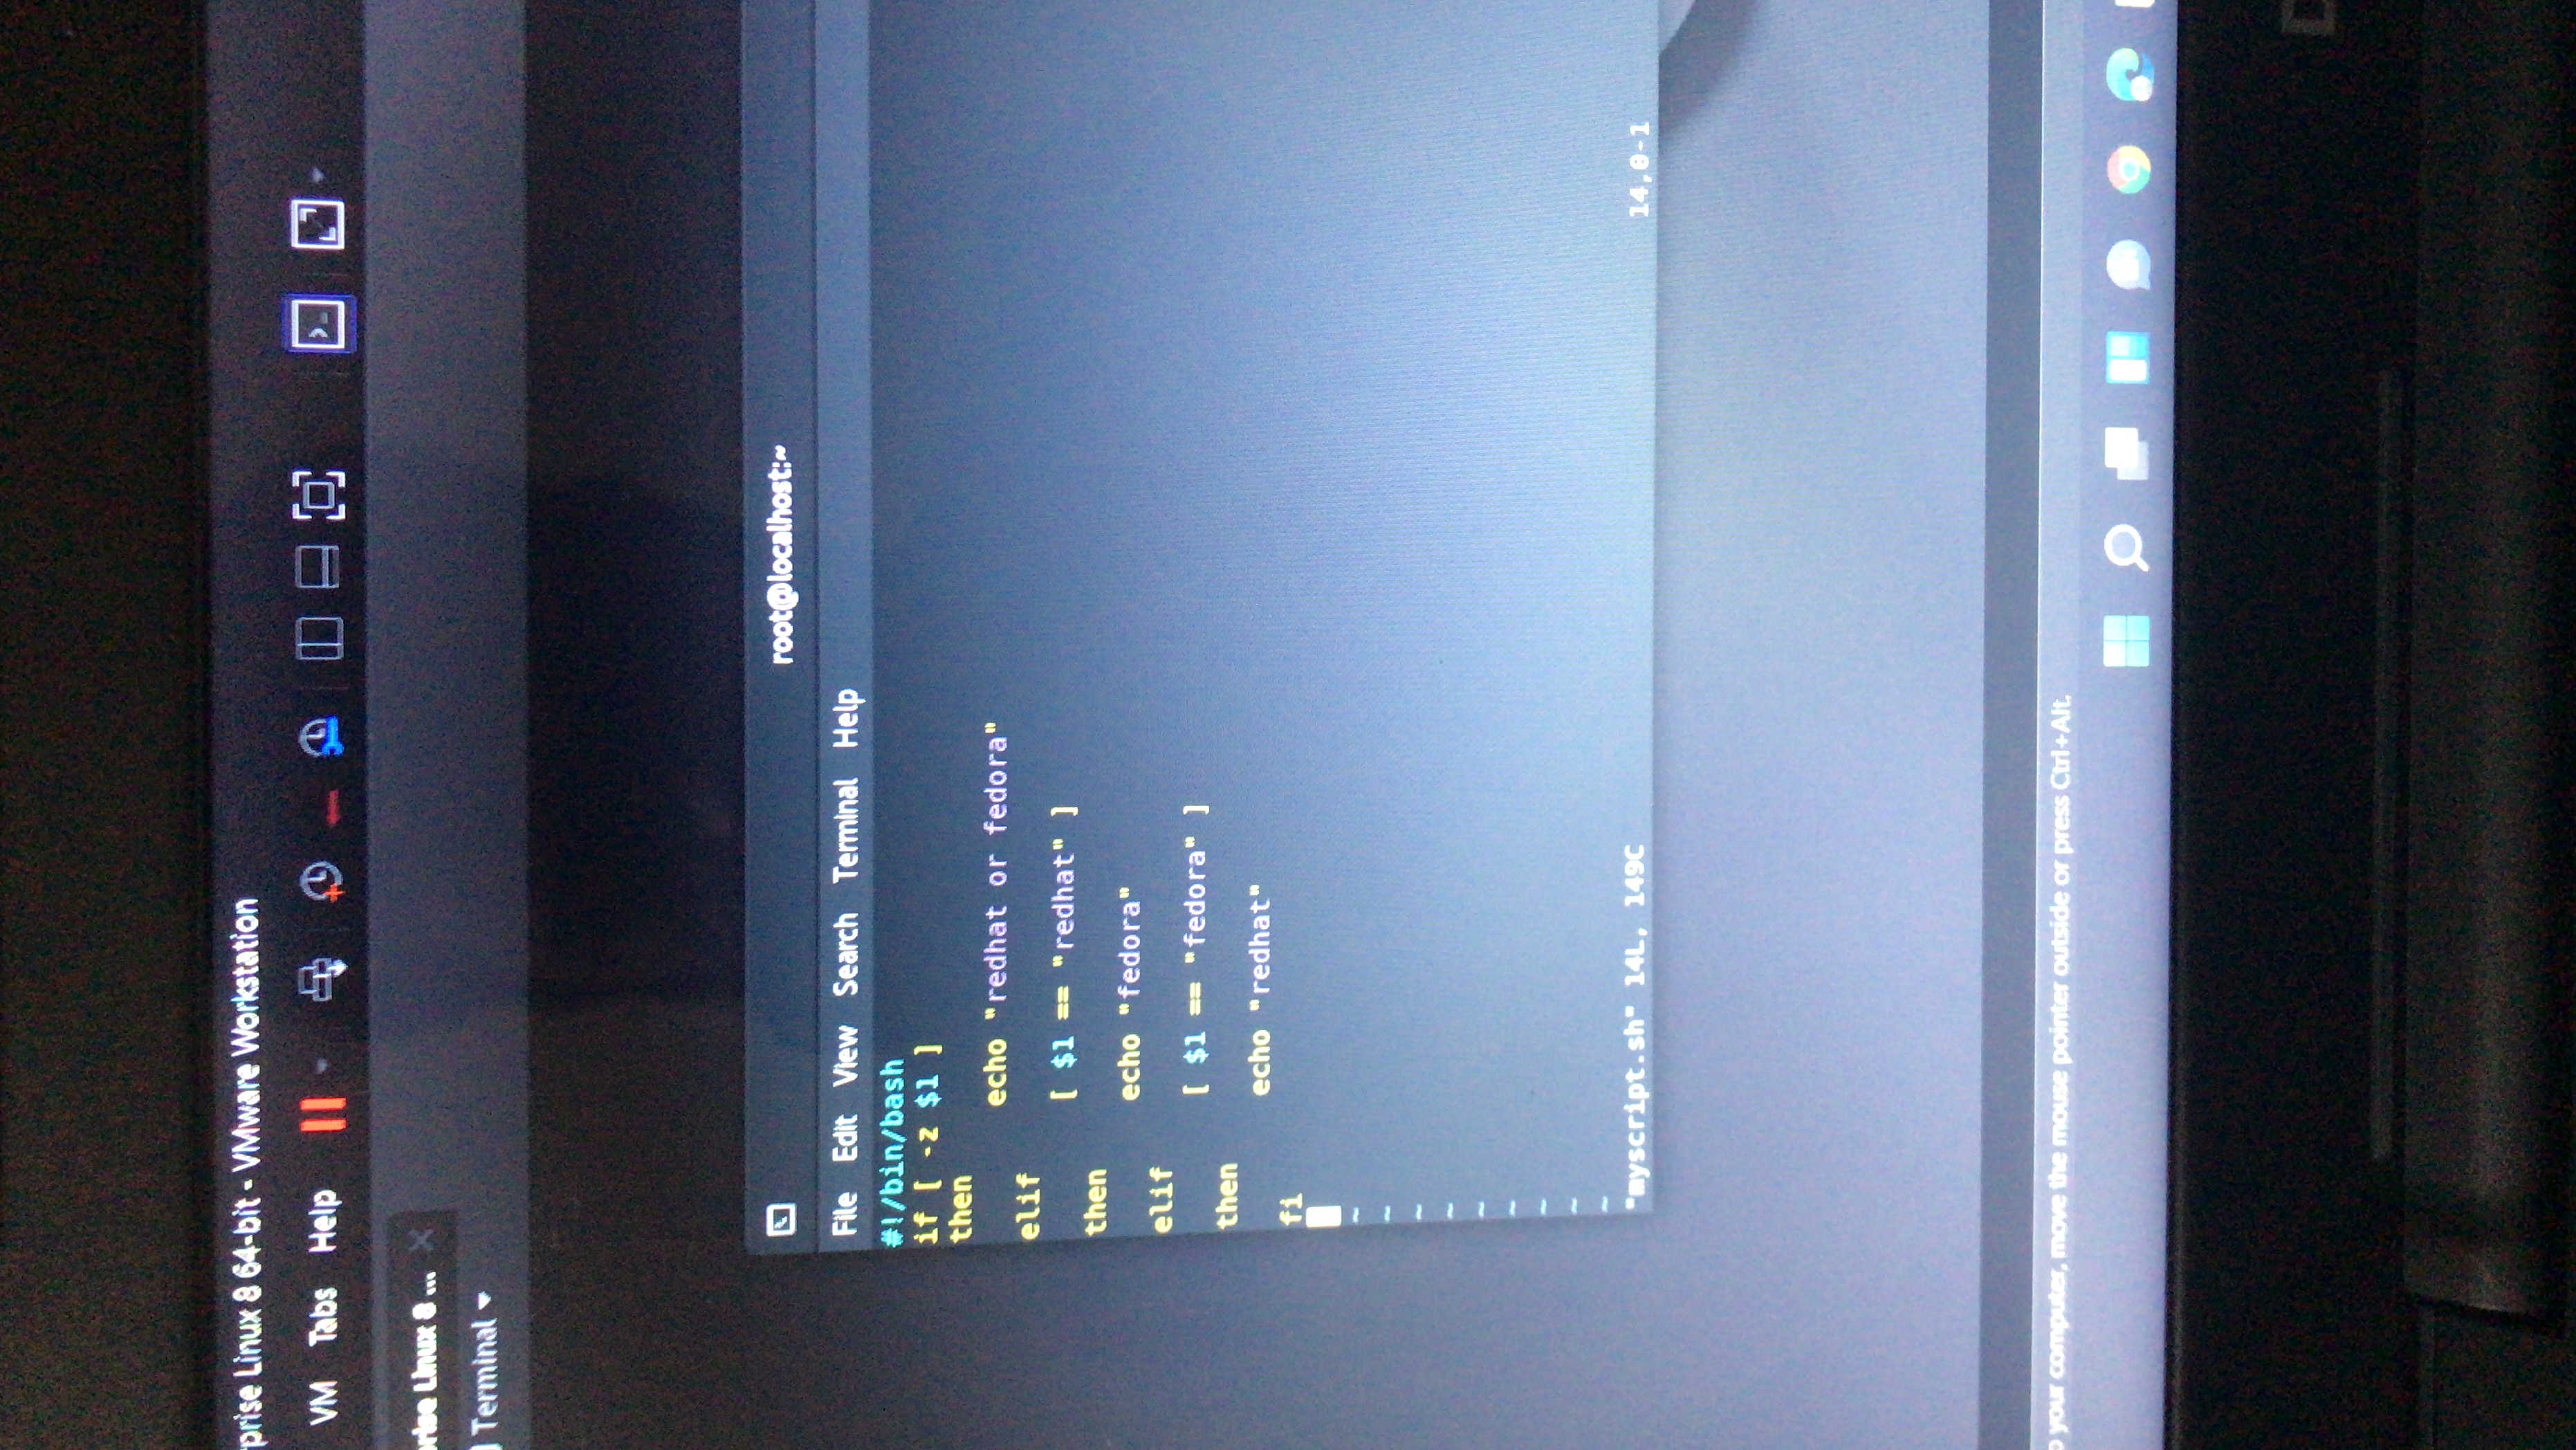 prise Linux 8 64-bit - VMware Workstation
VM Tabs Help
prise Linux 8 ...
Terminal
root@localhost:~
File Edit View Search Terminal Help
#!/bin/bash
if [ -z $1 ]
then
echo "redhat or fedora"
elif
[ $1 == "redhat" ]
then
echo "fedora"
elif
[ $1 == "fedora" ]
then
echo "redhat"
fi
~
~
~
~
~
~
~
~
~
"myscript.sh" 14L, 149C 14,0-1
o your computer, move the mouse pointer outside or press Ctrl+Alt.